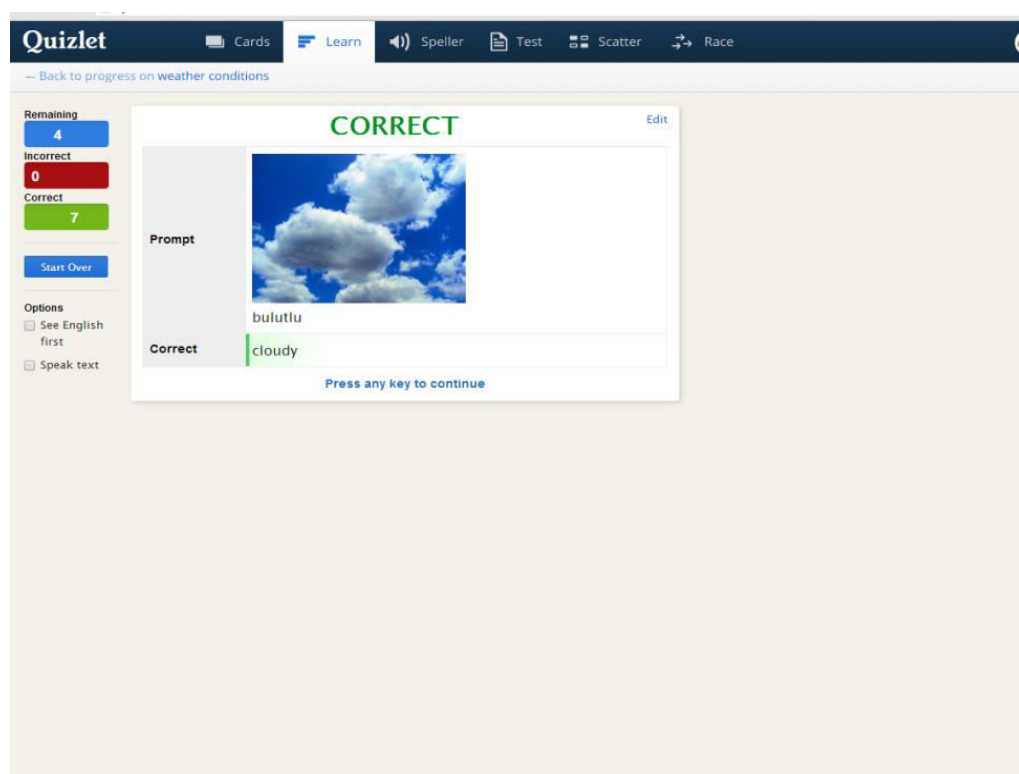 Quizlet
Cards
Learn
Speller
Test
Scatter
Race
← Back to progress on weather conditions
Remaining
4
Incorrect
0
Correct
7
Start Over
Options
See English
first
Speak text
CORRECT
Edit
Prompt
bulutlu
Correct
cloudy
Press any key to continue